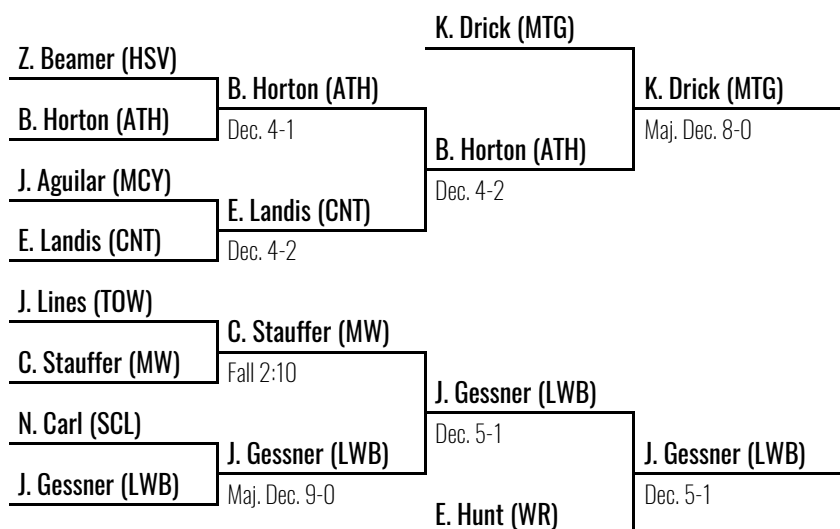 K. Drick (MTG)
Z. Beamer (HSV)
B. Horton (ATH)
K. Drick (MTG)
B. Horton (ATH)
Dec. 4-1
Maj. Dec. 8-0
B. Horton (ATH)
J. Aguilar (MCY)
Dec. 4-2
E. Landis (CNT)
E. Landis (CNT)
Dec. 4-2
J. Lines (TOW)
C. Stauffer (MW)
C. Stauffer (MW)
Fall 2:10
J. Gessner (LWB)
N. Carl (SCL)
Dec. 5-1
J. Gessner (LWB)
J. Gessner (LWB)
J. Gessner (LWB)
Maj. Dec. 9-0
Dec. 5-1
E. Hunt (WR)